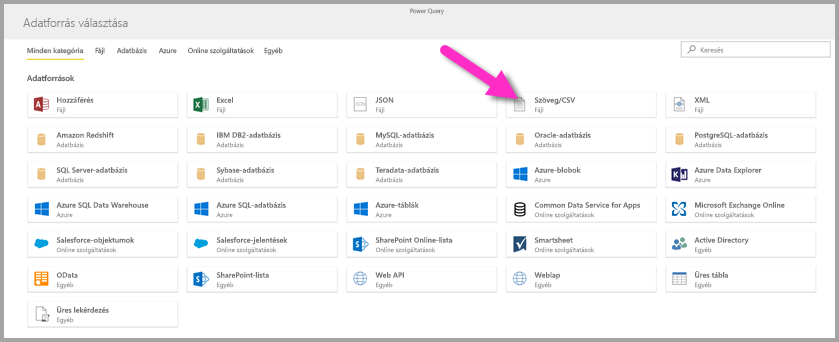 Power Query
Adatforrás választása
Minden kategória Fájl Adatbázis Azure Online szolgáltatások Egyéb
Keresés
Adatforrások
Hozzáférés Excel JSON Szöveg/CSV XML
Fájl Fájl Fájl Fájl Fájl
Amazon Redshift IBM DB2-adatbázis MySQL-adatbázis Oracle-adatbázis PostgreSQL-adatbázis
Adatbázis Adatbázis Adatbázis Adatbázis Adatbázis
SQL Server-adatbázis Sybase-adatbázis Teradata-adatbázis Azure-blobok Azure Data Explorer
Adatbázis Adatbázis Adatbázis Azure Azure
Azure SQL Data Warehouse Azure SQL-adatbázis Azure-táblák Common Data Service for Apps Microsoft Exchange Online
Azure Azure Azure Online szolgáltatások Online szolgáltatások
Salesforce-objektumok Salesforce-jelentések SharePoint Online-lista Smartsheet Active Directory
Online szolgáltatások Online szolgáltatások Online szolgáltatások Online szolgáltatások Egyéb
OData SharePoint-lista Web API Weblap Üres tábla
Egyéb Egyéb Egyéb Egyéb Egyéb
Üres lekérdezés
Egyéb